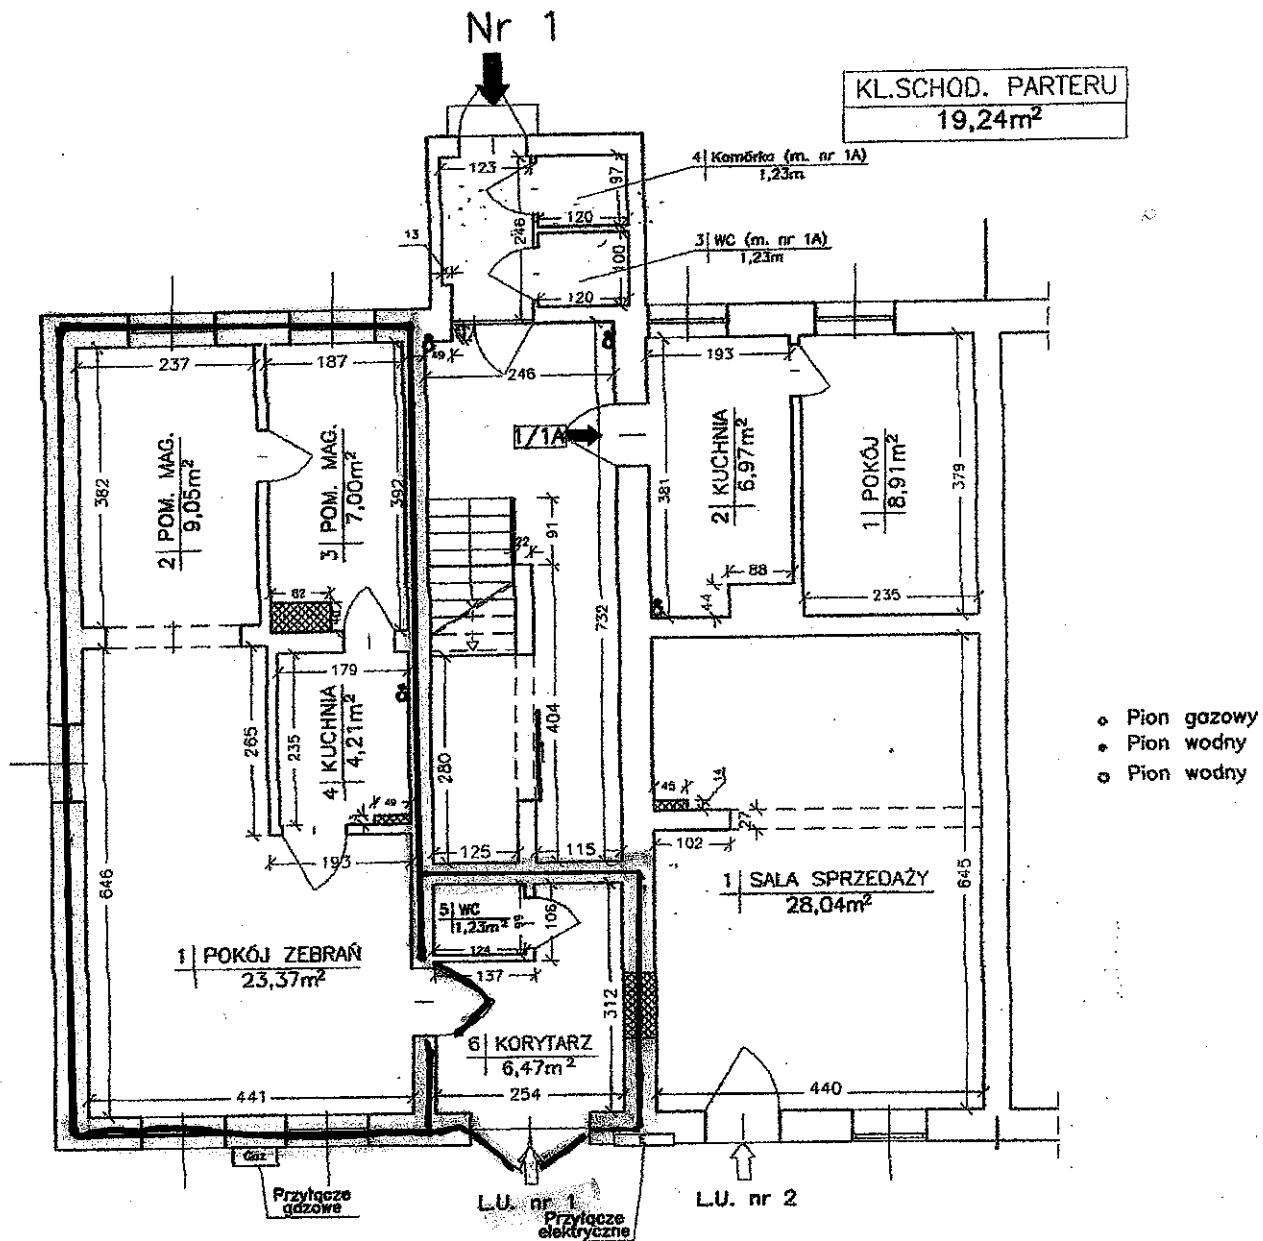 Nr 1
KL.SCHOD. PARTERU
19,24m²
4 Komórka (m. nr 1A)
1,23m
3 WC (m. nr 1A)
1,23m
123
97
120
246
100
120
13
49
246
237
187
193
1/1A
2 POM. MAG.
9,05m²
3 POM. MAG.
7,00m²
2 KUCHNIA
6,97m²
1 POKÓJ
8,91m²
382
392
381
379
91
22
88
44
235
62
732
179
4 KUCHNIA
4,21m²
265
235
280
404
49
45
14
27
102
193
125
115
646
645
Pion gazowy
Pion wodny
Pion wodny
1 SALA SPRZEDAŻY
28,04m²
5 WC
1,23m²
106
124
137
312
1 POKÓJ ZEBRAŃ
23,37m²
6 KORYTARZ
6,47m²
441
254
440
Gaz
Przyłącze
gazowe
L.U. nr 1
Przyłącze
elektryczne
L.U. nr 2